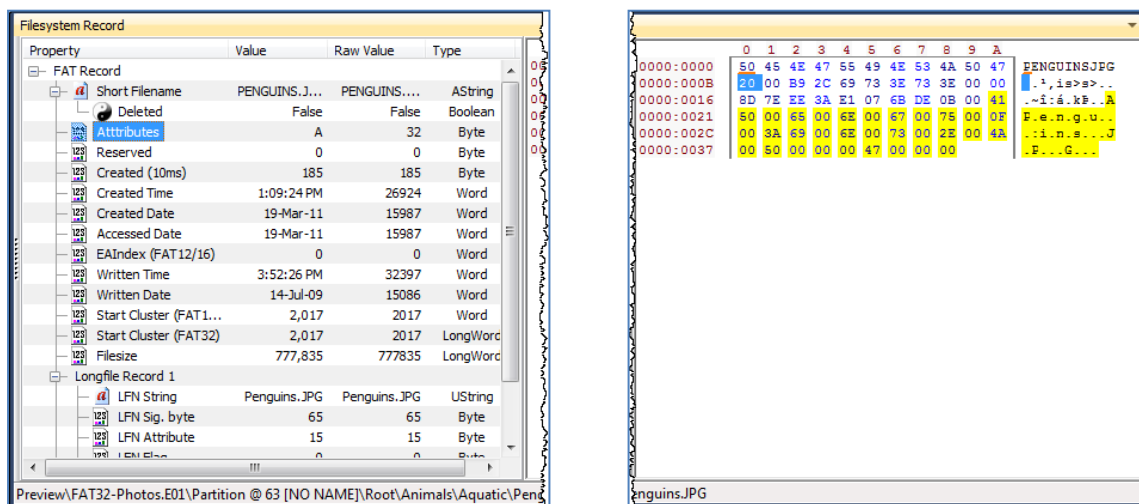 Filesystem Record
Property Value Raw Value Type
FAT Record
Short Filename PENGUINS.J... PENGUINS.... AString
Deleted False False Boolean
Atttributes A 32 Byte
Reserved 0 0 Byte
Created (10ms) 185 185 Byte
Created Time 1:09:24 PM 26924 Word
Created Date 19-Mar-11 15987 Word
Accessed Date 19-Mar-11 15987 Word
EAIndex (FAT12/16) 0 0 Word
Written Time 3:52:26 PM 32397 Word
Written Date 14-Jul-09 15086 Word
Start Cluster (FAT1... 2,017 2017 Word
Start Cluster (FAT32) 2,017 2017 LongWord
Filesize 777,835 777835 LongWord
Longfile Record 1
LFN String Penguins.JPG Penguins.JPG UString
LFN Sig. byte 65 65 Byte
LFN Attribute 15 15 Byte
Preview\FAT32-Photos.E01\Partition @ 63 [NO NAME]\Root\Animals\Aquatic\Peng
0 1 2 3 4 5 6 7 8 9 A
0000:0000 50 45 4E 47 55 49 4E 53 4A 50 47 PENGUINSJPG
0000:000B 20 00 B9 2C 69 73 3E 73 3E 00 00 .¹,is>s>..
0000:0016 8D 7E EE 3A E1 07 6B DE 0B 00 41 .~î:á.kÞ..A
0000:0021 50 00 65 00 6E 00 67 00 75 00 0F P.e.n.g.u..
0000:002C 00 3A 69 00 6E 00 73 00 2E 00 4A .:i.n.s...J
0000:0037 00 50 00 00 00 47 00 00 00 .P...G...
enguins.JPG